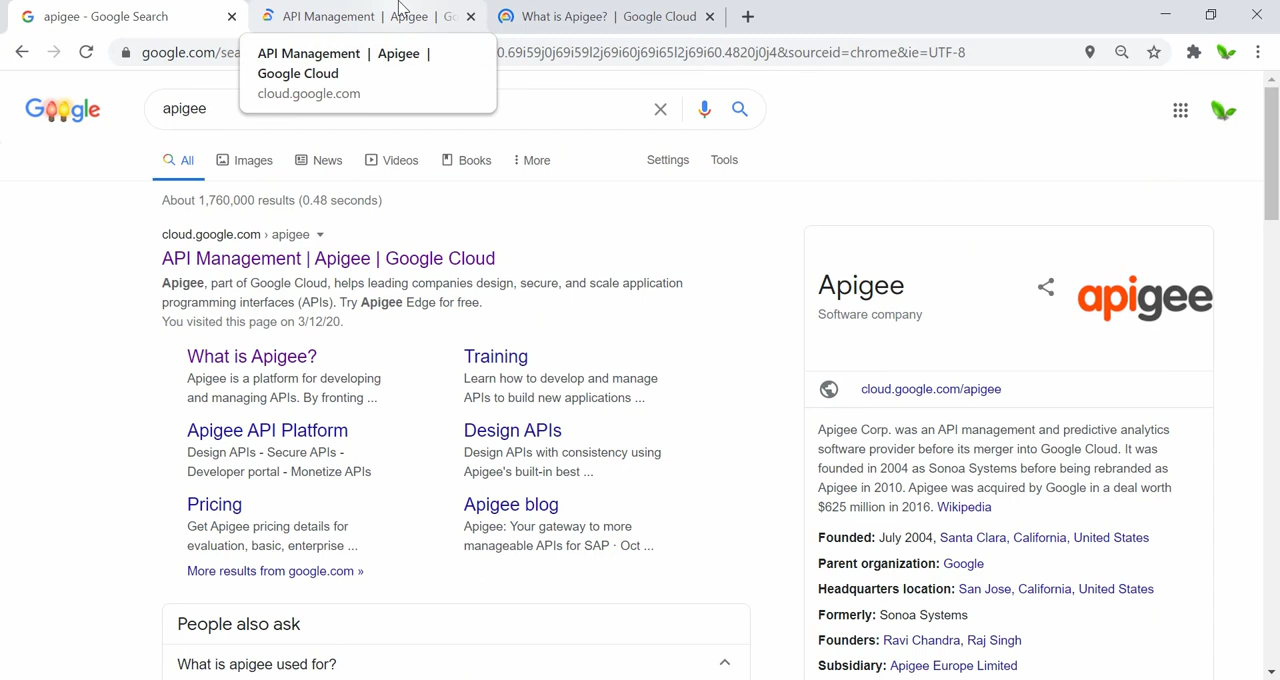 apigee - Google Search
API Management | Apigee | Go
What is Apigee? | Google Cloud
google.com/sea
0.69i59j0j69i59l2j69i60j69i65l2j69i60.4820j0j4&sourceid=chrome&ie=UTF-8
API Management | Apigee |
Google Cloud
cloud.google.com
Google
apigee
All
Images
News
Videos
Books
More
Settings
Tools
About 1,760,000 results (0.48 seconds)
cloud.google.com › apigee
API Management | Apigee | Google Cloud
Apigee, part of Google Cloud, helps leading companies design, secure, and scale application
programming interfaces (APIs). Try Apigee Edge for free.
You visited this page on 3/12/20.
What is Apigee?
Apigee is a platform for developing
and managing APIs. By fronting ...
Training
Learn how to develop and manage
APIs to build new applications ...
Apigee API Platform
Design APIs - Secure APIs -
Developer portal - Monetize APIs
Design APIs
Design APIs with consistency using
Apigee's built-in best ...
Pricing
Get Apigee pricing details for
evaluation, basic, enterprise ...
Apigee blog
Apigee: Your gateway to more
manageable APIs for SAP · Oct ...
More results from google.com »
People also ask
What is apigee used for?
Apigee
Software company
apigee
cloud.google.com/apigee
Apigee Corp. was an API management and predictive analytics
software provider before its merger into Google Cloud. It was
founded in 2004 as Sonoa Systems before being rebranded as
Apigee in 2010. Apigee was acquired by Google in a deal worth
$625 million in 2016. Wikipedia
Founded: July 2004, Santa Clara, California, United States
Parent organization: Google
Headquarters location: San Jose, California, United States
Formerly: Sonoa Systems
Founders: Ravi Chandra, Raj Singh
Subsidiary: Apigee Europe Limited